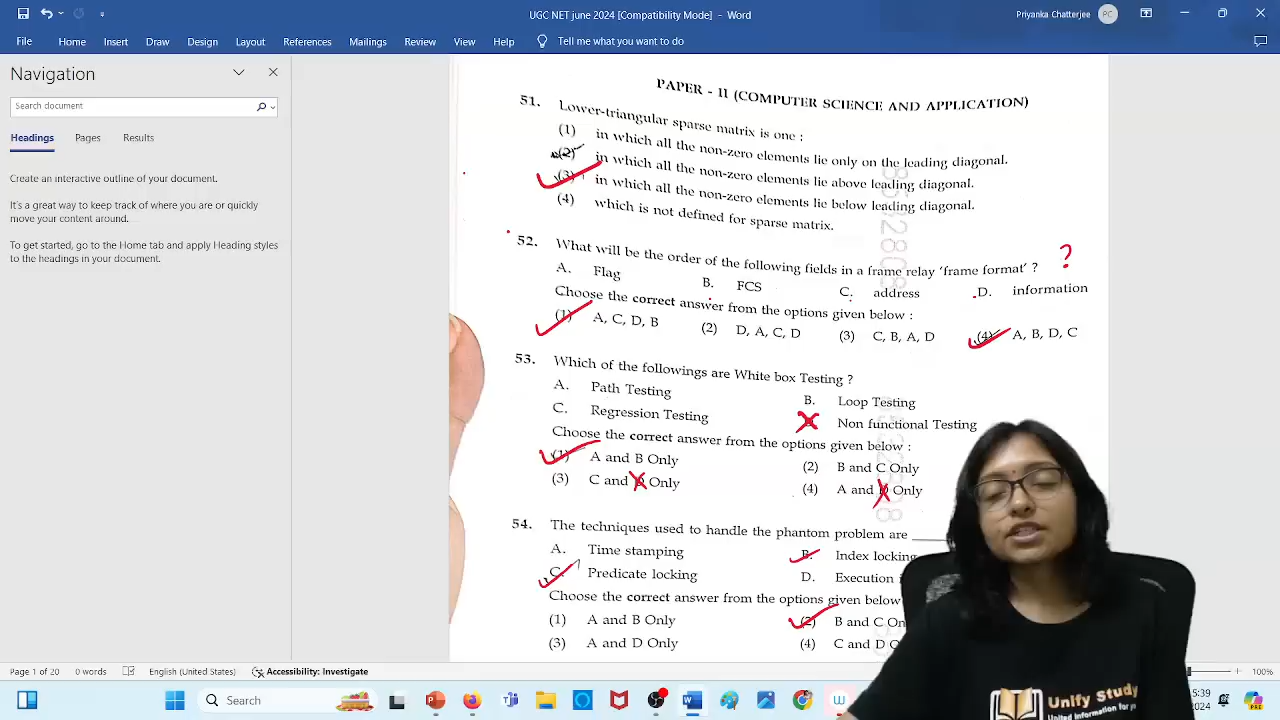 UGC NET june 2024 [Compatibility Mode] - Word
Priyanka Chatterjee PC
File Home Insert Draw Design Layout References Mailings Review View Help Tell me what you want to do
Navigation
Search document
Headings Pages Results
Create an interactive outline of your document.
It's a great way to keep track of where you are or quickly
move your content around.
To get started, go to the Home tab and apply Heading styles
to the headings in your document.
PAPER - II (COMPUTER SCIENCE AND APPLICATION)
51. Lower-triangular sparse matrix is one :
(1) in which all the non-zero elements lie only on the leading diagonal.
(2) in which all the non-zero elements lie above leading diagonal.
(3) in which all the non-zero elements lie below leading diagonal.
(4) which is not defined for sparse matrix.
52. What will be the order of the following fields in a frame relay 'frame format' ? ?
A. Flag B. FCS C. address D. information
Choose the correct answer from the options given below :
(1) A, C, D, B (2) D, A, C, D (3) C, B, A, D (4) A, B, D, C
53. Which of the followings are White box Testing ?
A. Path Testing B. Loop Testing
C. Regression Testing Non functional Testing
Choose the correct answer from the options given below :
(1) A and B Only (2) B and C Only
(3) C and Only (4) A and D Only
54. The techniques used to handle the phantom problem are
A. Time stamping B. Index locking
C. Predicate locking D. Execution
Choose the correct answer from the options given below
(1) A and B Only (2) B and C
(3) A and D Only (4) C and D
Unify Study
United Information for
Page 1 of 20 0 words English (United States) Accessibility: Investigate 100%
Search
15:39